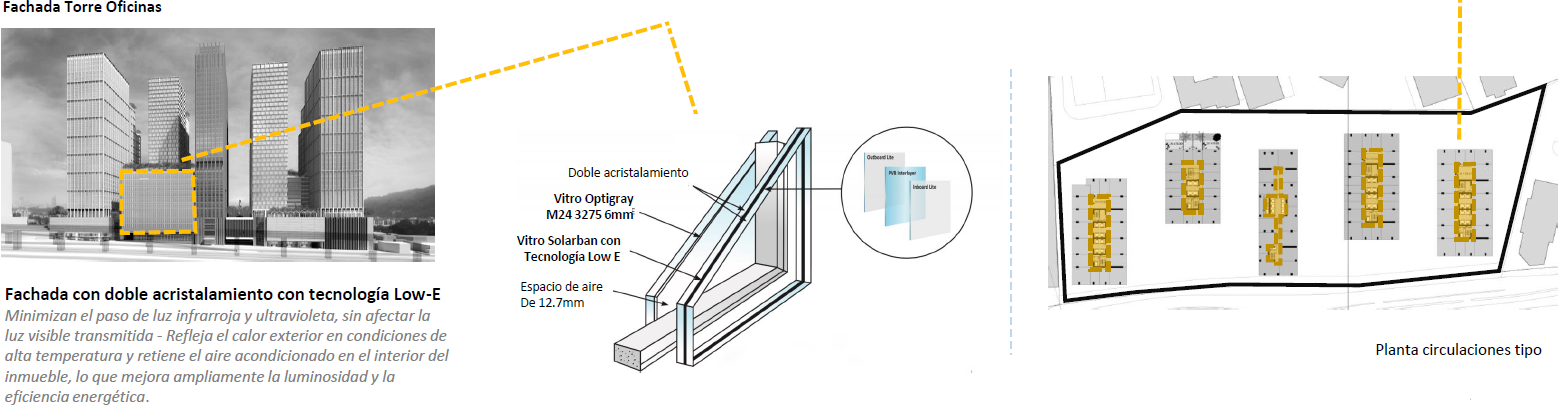 Fachada Torre Oficinas
Fachada con doble acristalamiento con tecnología Low-E
Minimizan el paso de luz infrarroja y ultravioleta, sin afectar la
luz visible transmitida - Refleja el calor exterior en condiciones de
alta temperatura y retiene el aire acondicionado en el interior del
inmueble, lo que mejora ampliamente la luminosidad y la
eficiencia energética.
Doble acristalamiento
Vitro Optigray
M24 3275 6mm
Vitro Solarban con
Tecnología Low E
Espacio de aire
De 12.7mm
Outboard Lite
PVB Interlayer
Inboard Lite
Planta circulaciones tipo